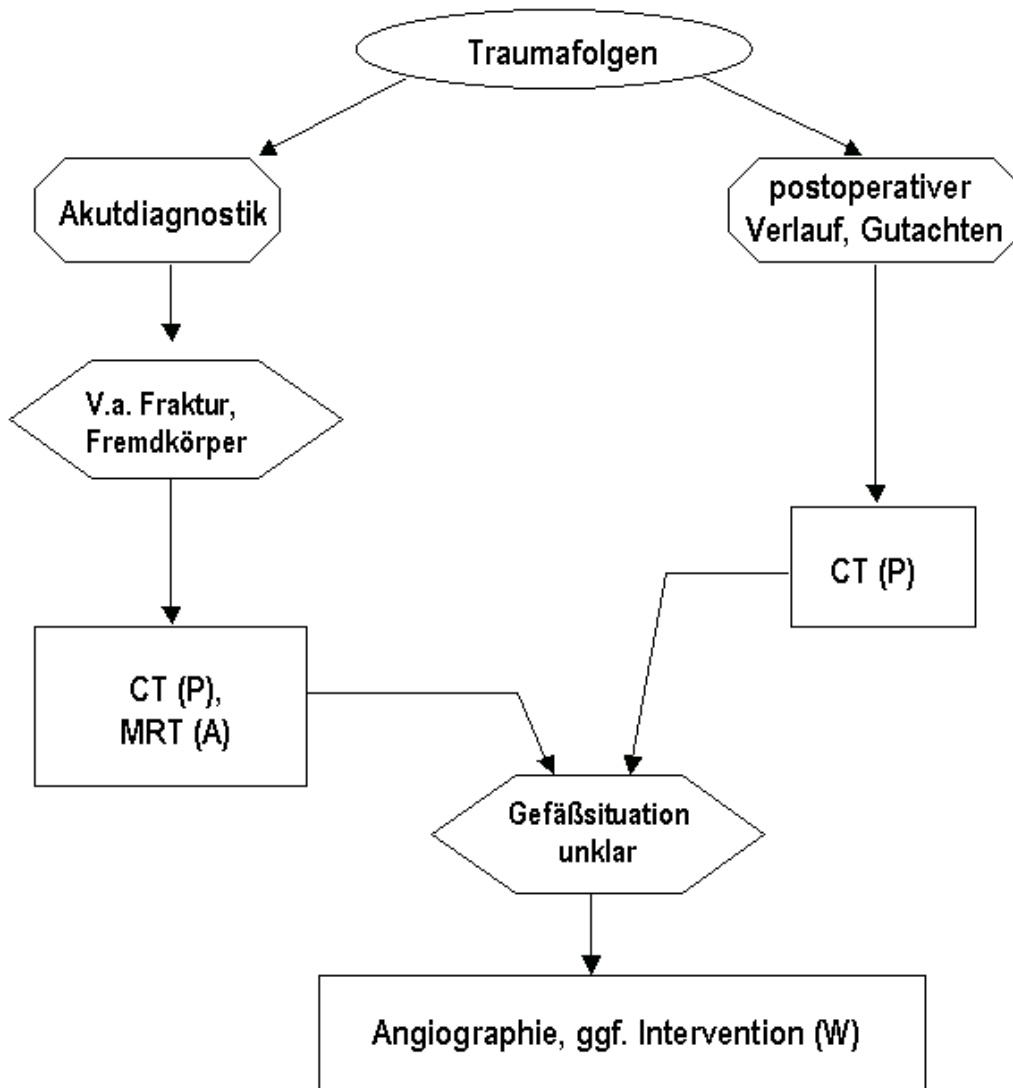 Traumafolgen
Akutdiagnostik
postoperativer
Verlauf, Gutachten
V.a. Fraktur,
Fremdkörper
CT (P)
CT (P),
MRT (A)
Gefäßsituation
unklar
Angiographie, ggf. Intervention (W)